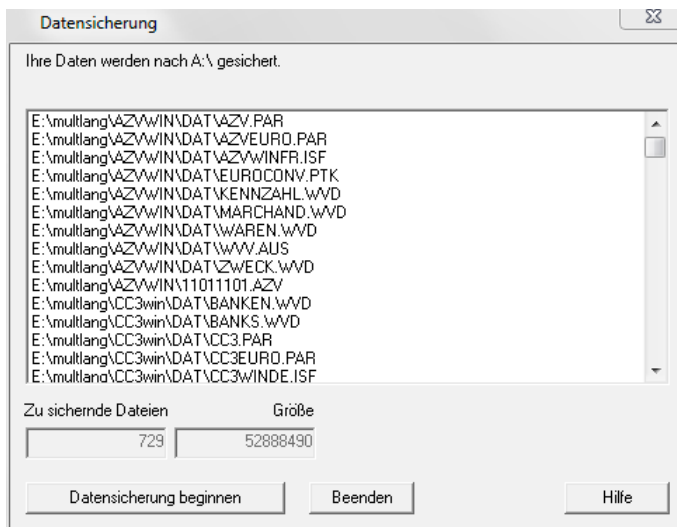 Datensicherung
Ihre Daten werden nach A:\ gesichert.
E:\multlang\AZVWIN\DAT\AZV.PAR
E:\multlang\AZVWIN\DAT\AZVEURO.PAR
E:\multlang\AZVWIN\DAT\AZVWINFR.ISF
E:\multlang\AZVWIN\DAT\EUROCONV.PTK
E:\multlang\AZVWIN\DAT\KENNZAHL.WVD
E:\multlang\AZVWIN\DAT\MARCHAND.WVD
E:\multlang\AZVWIN\DAT\WAREN.WVD
E:\multlang\AZVWIN\DAT\WVV.AUS
E:\multlang\AZVWIN\DAT\ZWECK.WVD
E:\multlang\AZVWIN\11011101.AZV
E:\multlang\CC3win\DAT\BANKEN.WVD
E:\multlang\CC3win\DAT\BANKS.WVD
E:\multlang\CC3win\DAT\CC3.PAR
E:\multlang\CC3win\DAT\CC3EURO.PAR
E:\multlang\CC3win\DAT\CC3WINDE.ISF
Zu sichernde Dateien Größe
729 52888490
Datensicherung beginnen Beenden Hilfe